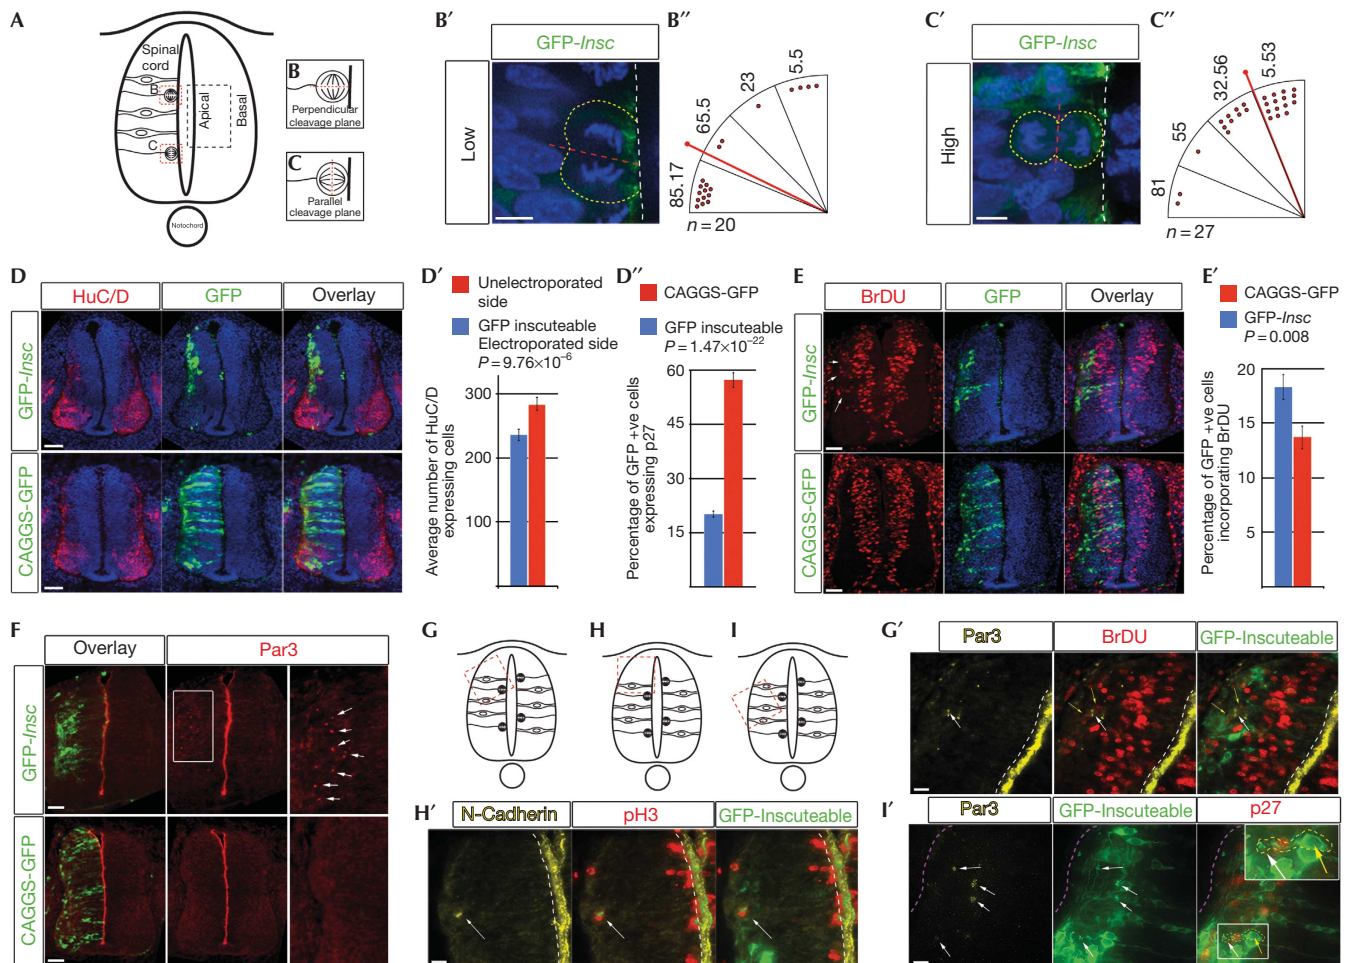 A
Spinal
cord
B
C
Apical
Basal
Notochord
B
Perpendicular
cleavage plane
C
Parallel
cleavage plane
B′
GFP-Insc
Low
B″
85.17
65.5
23
5.5
n = 20
C′
GFP-Insc
High
C″
81
55
32.56
5.53
n = 27
D
HuC/D
GFP
Overlay
GFP-Insc
CAGGS-GFP
D′
Unelectroporated
side
GFP inscuteable
Electroporated side
P = 9.76×10⁻⁶
Average number of HuC/D
expressing cells
300
200
100
D″
CAGGS-GFP
GFP inscuteable
P = 1.47×10⁻²²
Percentage of GFP +ve cells
expressing p27
60
45
30
15
E
BrDU
GFP
Overlay
GFP-Insc
CAGGS-GFP
E′
CAGGS-GFP
GFP-Insc
P = 0.008
Percentage of GFP +ve cells
incorporating BrDU
20
15
10
5
F
Overlay
Par3
GFP-Insc
CAGGS-GFP
G
H
I
G′
Par3
BrDU
GFP-Inscuteable
H′
N-Cadherin
pH3
GFP-Inscuteable
I′
Par3
GFP-Inscuteable
p27